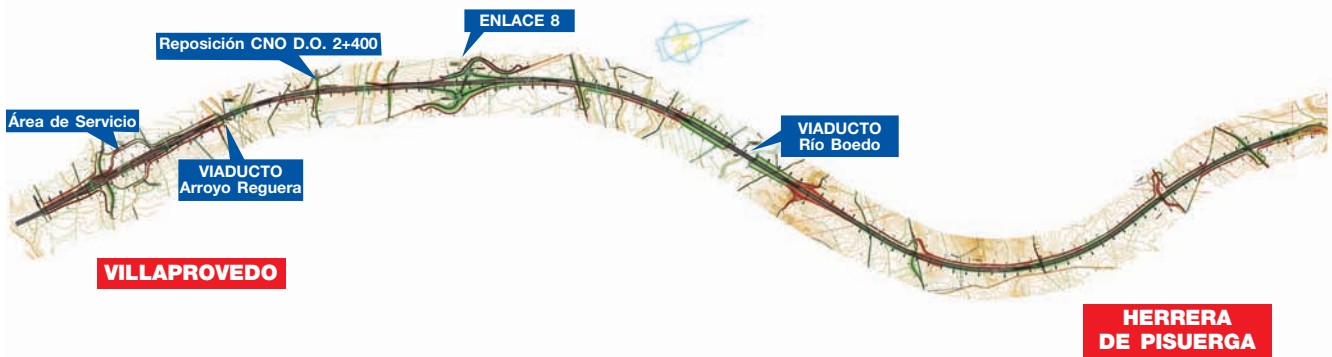 ENLACE 8
Reposición CNO D.O. 2+400
Área de Servicio
VIADUCTO
Arroyo Reguera
VIADUCTO
Río Boedo
VILLAPROVEDO
HERRERA
DE PISUERGA